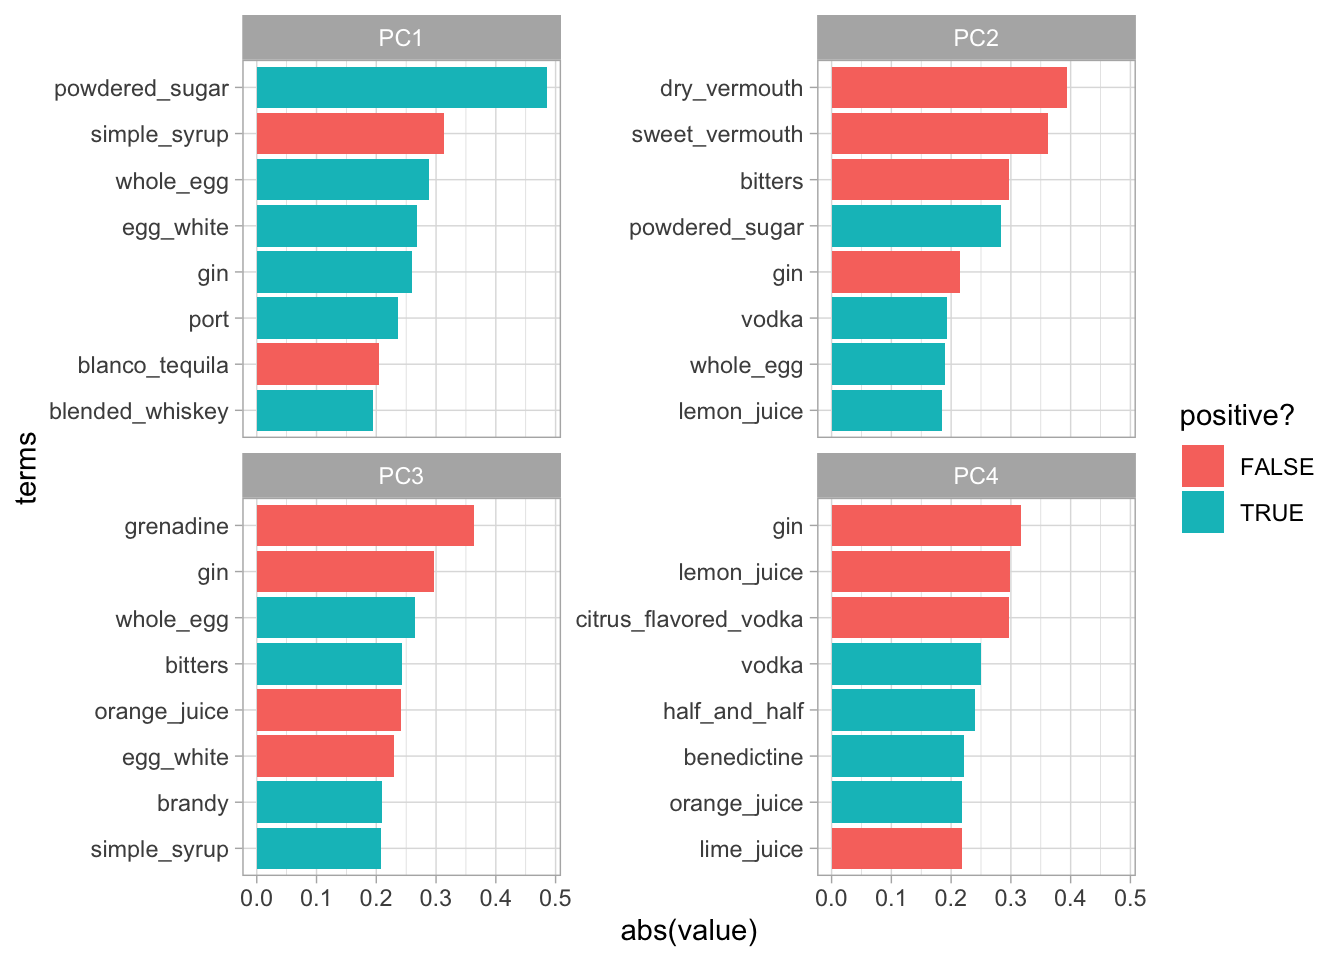 PC1
powdered_sugar
simple_syrup
whole_egg
egg_white
gin
port
blanco_tequila
blended_whiskey
PC2
dry_vermouth
sweet_vermouth
bitters
powdered_sugar
gin
vodka
whole_egg
lemon_juice
terms
PC3
grenadine
gin
whole_egg
bitters
orange_juice
egg_white
brandy
simple_syrup
0.0 0.1 0.2 0.3 0.4 0.5
PC4
gin
lemon_juice
citrus_flavored_vodka
vodka
half_and_half
benedictine
orange_juice
lime_juice
0.0 0.1 0.2 0.3 0.4 0.5
abs(value)
positive?
FALSE
TRUE